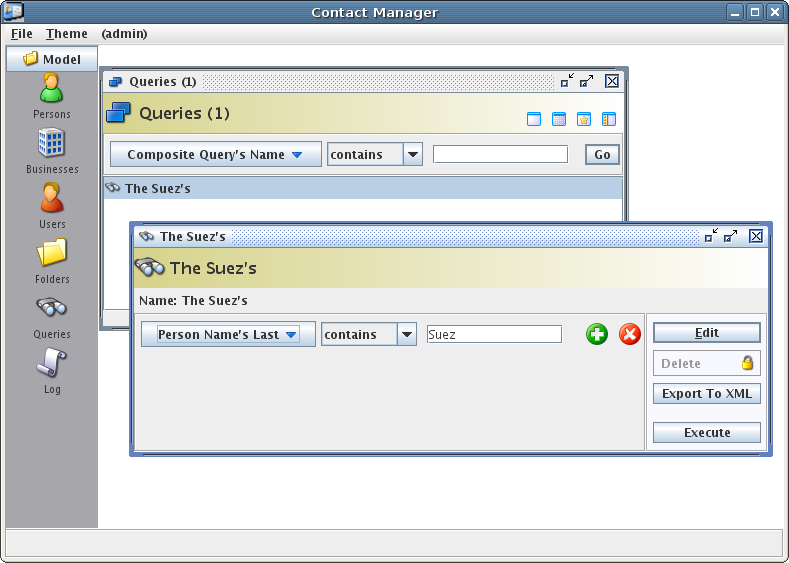 Contact Manager
File Theme (admin)
Model
Persons
Businesses
Users
Folders
Queries
Log
Queries (1)
Queries (1)
Composite Query's Name contains Go
The Suez's
The Suez's
The Suez's
Name: The Suez's
Person Name's Last contains Suez
Edit
Delete
Export To XML
Execute